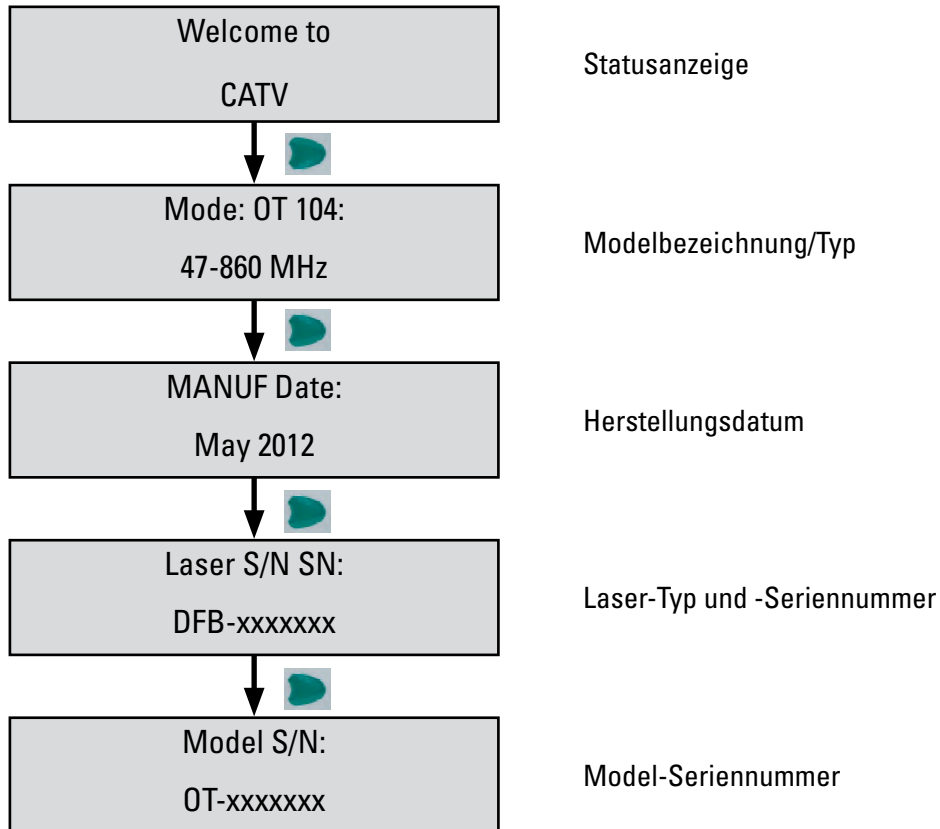 Welcome to
CATV
Statusanzeige
Mode: OT 104:
47-860 MHz
Modelbezeichnung/Typ
MANUF Date:
May 2012
Herstellungsdatum
Laser S/N SN:
DFB-xxxxxxx
Laser-Typ und -Seriennummer
Model S/N:
OT-xxxxxxx
Model-Seriennummer